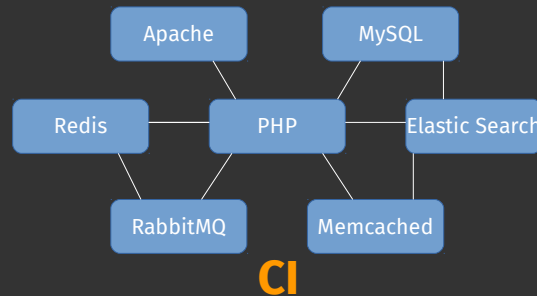 Apache
MySQL
Redis
PHP
Elastic Search
RabbitMQ
Memcached
CI